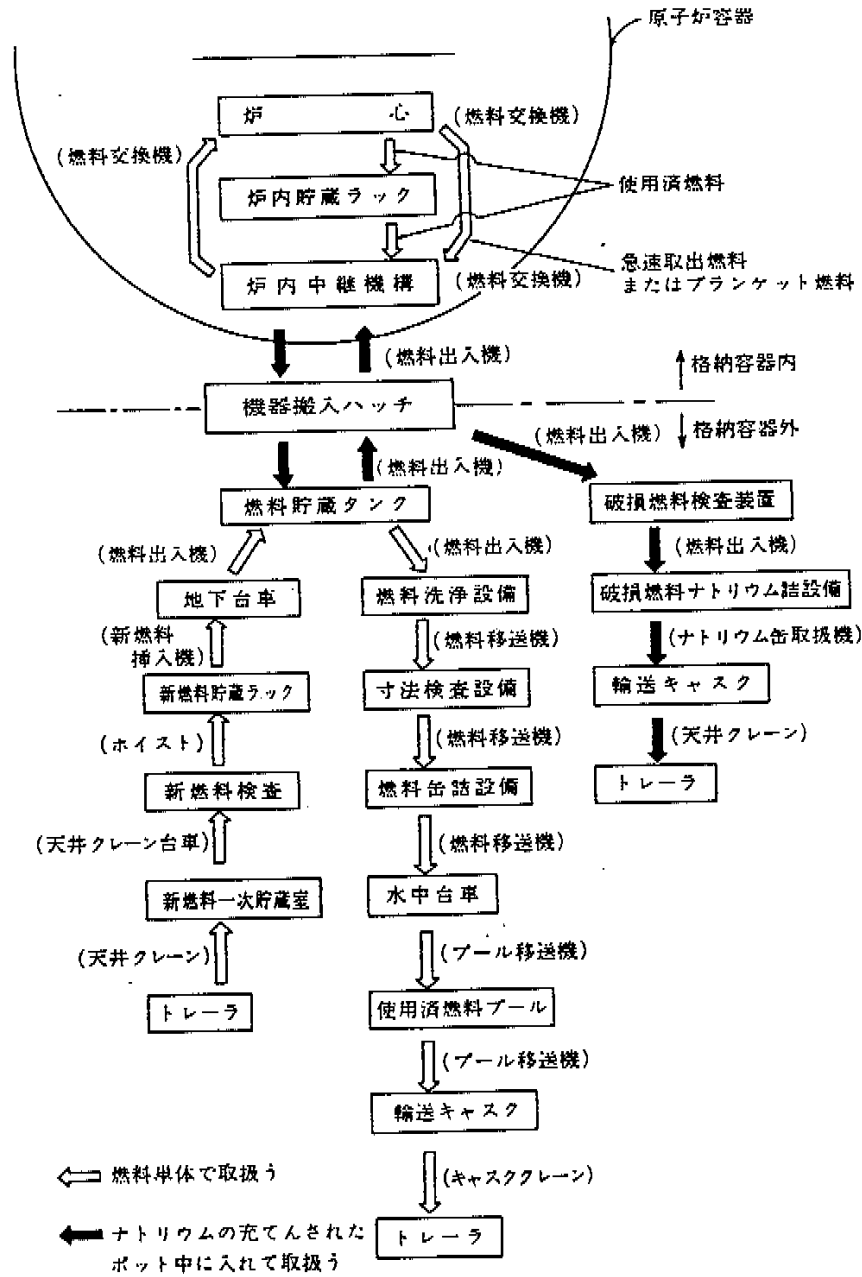 原子炉容器
炉 心
(燃料交換機)
(燃料交換機)
使用済燃料
炉内貯蔵ラック
急速取出燃料
またはブランケット燃料
炉内中継機構
(燃料交換機)
(燃料出入機)
格納容器内
機器搬入ハッチ
格納容器外
(燃料出入機)
(燃料出入機)
燃料貯蔵タンク
破損燃料検査装置
(燃料出入機)
(燃料出入機)
(燃料出入機)
地下台車
燃料洗浄設備
破損燃料ナトリウム詰設備
(新燃料
挿入機)
(燃料移送機)
(ナトリウム缶取扱機)
新燃料貯蔵ラック
寸法検査設備
輸送キャスク
(ホイスト)
(燃料移送機)
(天井クレーン)
新燃料検査
燃料缶詰設備
トレーラ
(天井クレーン台車)
(燃料移送機)
新燃料一次貯蔵室
水中台車
(天井クレーン)
(プール移送機)
トレーラ
使用済燃料プール
(プール移送機)
輸送キャスク
燃料単体で取扱う
(キャスククレーン)
ナトリウムの充てんされた
ポット中に入れて取扱う
トレーラ